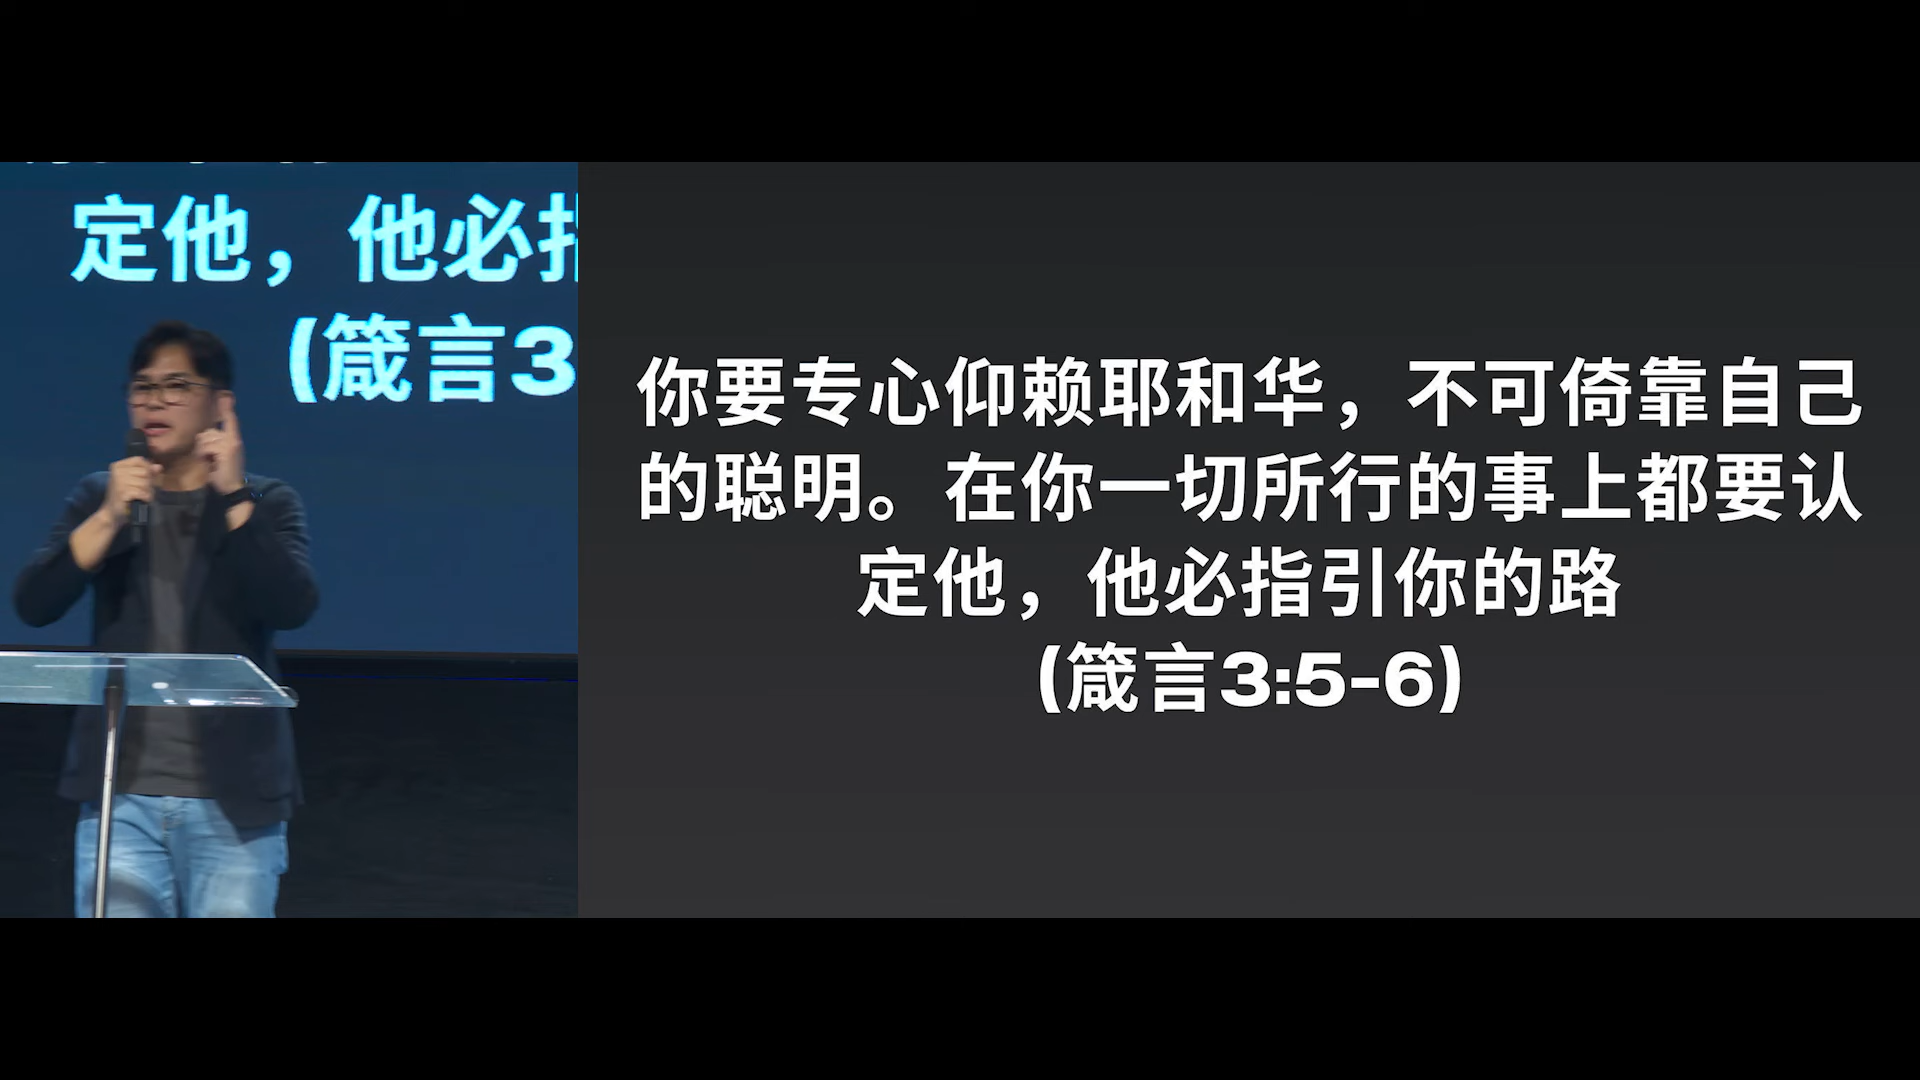 定他，他必指
(箴言3
你要专心仰赖耶和华，不可倚靠自己
的聪明。在你一切所行的事上都要认
定他，他必指引你的路
(箴言3:5-6)